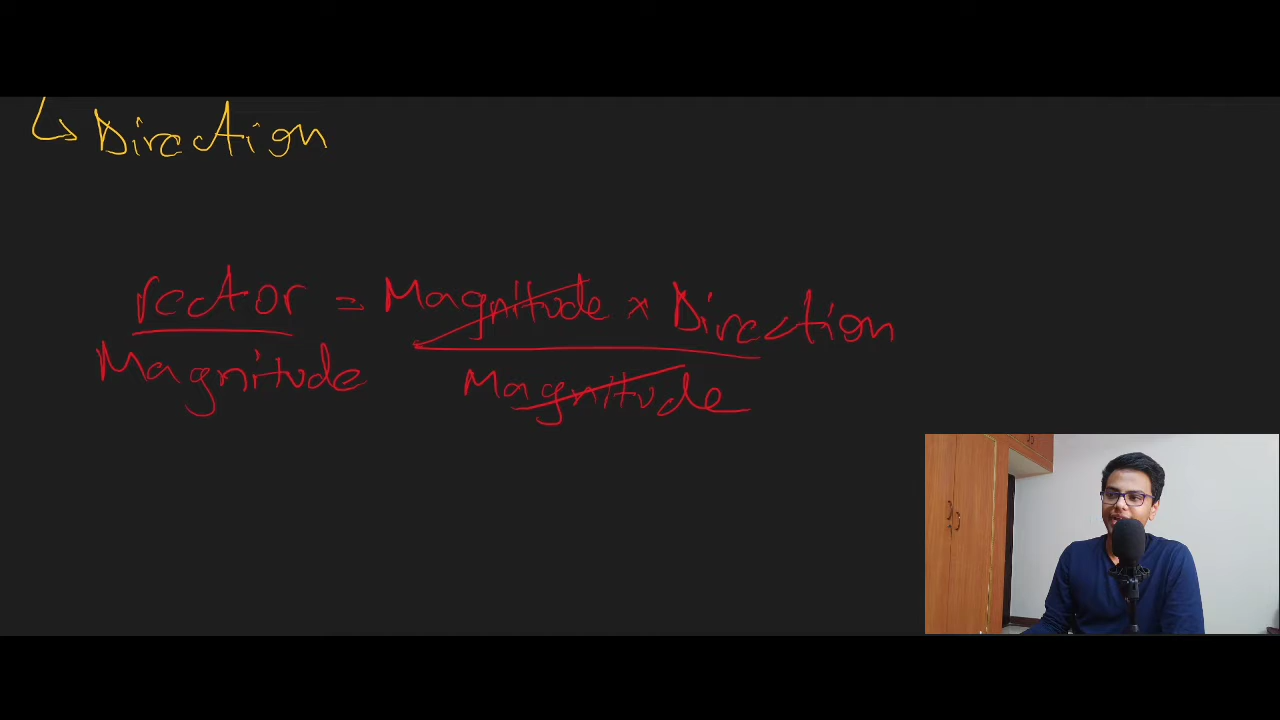 ↳ Direction
vector = Magnitude x Direction
Magnitude Magnitude